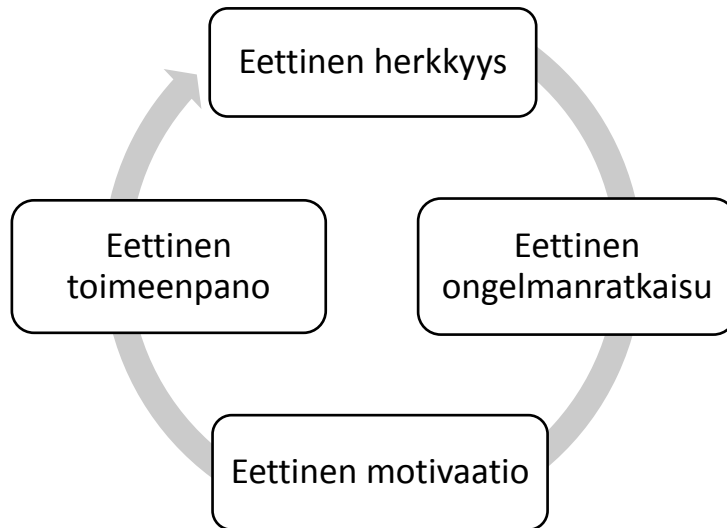 Eettinen herkkyys
Eettinen
ongelmanratkaisu
Eettinen motivaatio
Eettinen
toimeenpano